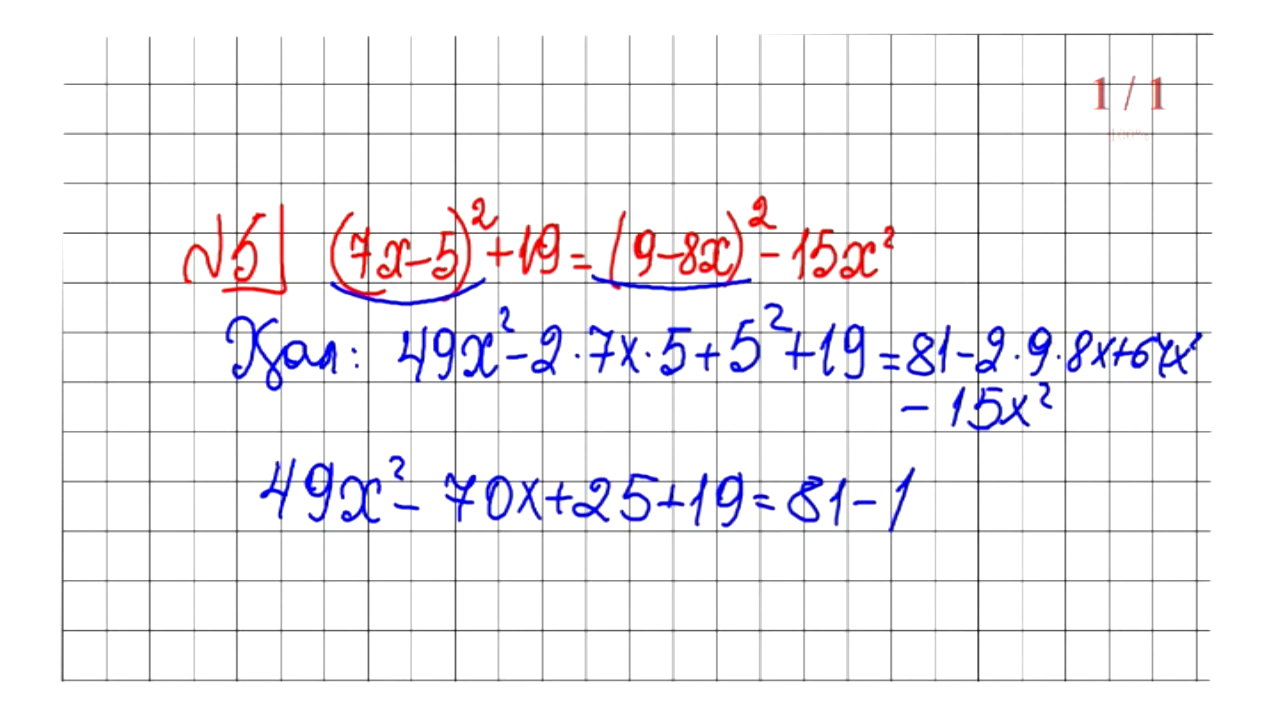 1 / 1
№5 (7x-5)²+19=(9-8x)²-15x²
49x²-2·7x·5+5²+19=81-2·9·8x+64x²
-15x²
49x²-70x+25+19=81-1